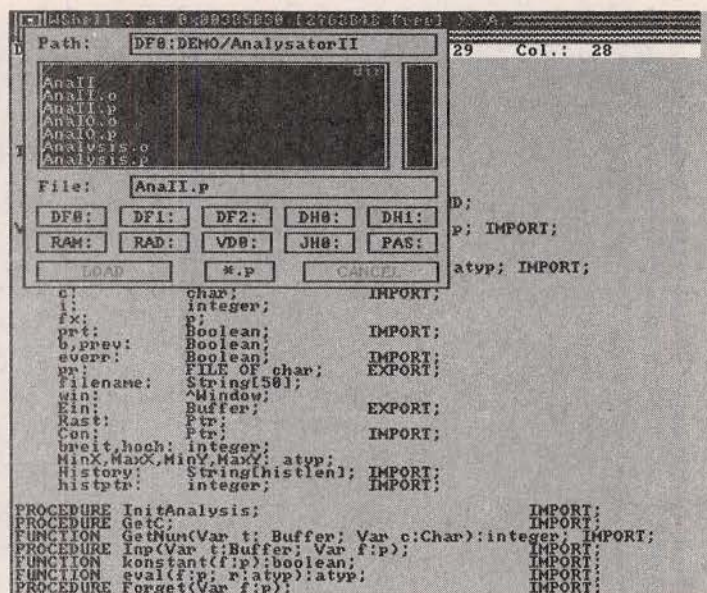 WShell 3 at
Path: DF0:DEMO/AnalysatorII
29 Col.: 28
dir
AnaII
AnaII.o
AnaII.p
AnaIO.o
AnaIO.p
Analysis.o
Analysis.p
File: AnaII.p
D;
DF0: DF1: DF2: DH0: DH1:
p; IMPORT;
RAM: RAD: VD0: JH0: PAS:
LOAD *.p CANCEL
atyp; IMPORT;
c: char; IMPORT;
i: integer;
fx: p;
prt: Boolean; IMPORT;
b,prev: Boolean;
everr: Boolean; IMPORT;
pr: FILE OF char; EXPORT;
filename: String[50];
win: ^Window;
Ein: Buffer; EXPORT;
Rast: Ptr;
Con: Ptr; IMPORT;
breit,hoch: integer;
MinX,MaxX,MinY,MaxY: atyp;
History: String[histlen]; IMPORT;
histptr: integer; IMPORT;
PROCEDURE InitAnalysis; IMPORT;
PROCEDURE GetC; IMPORT;
FUNCTION GetNum(Var t: Buffer; Var c:Char):integer; IMPORT;
PROCEDURE Inp(Var t:Buffer; Var f:p); IMPORT;
FUNCTION konstant(f:p):boolean; IMPORT;
FUNCTION eval(f:p; r:atyp):atyp; IMPORT;
PROCEDURE Forget(Var f:p); IMPORT;